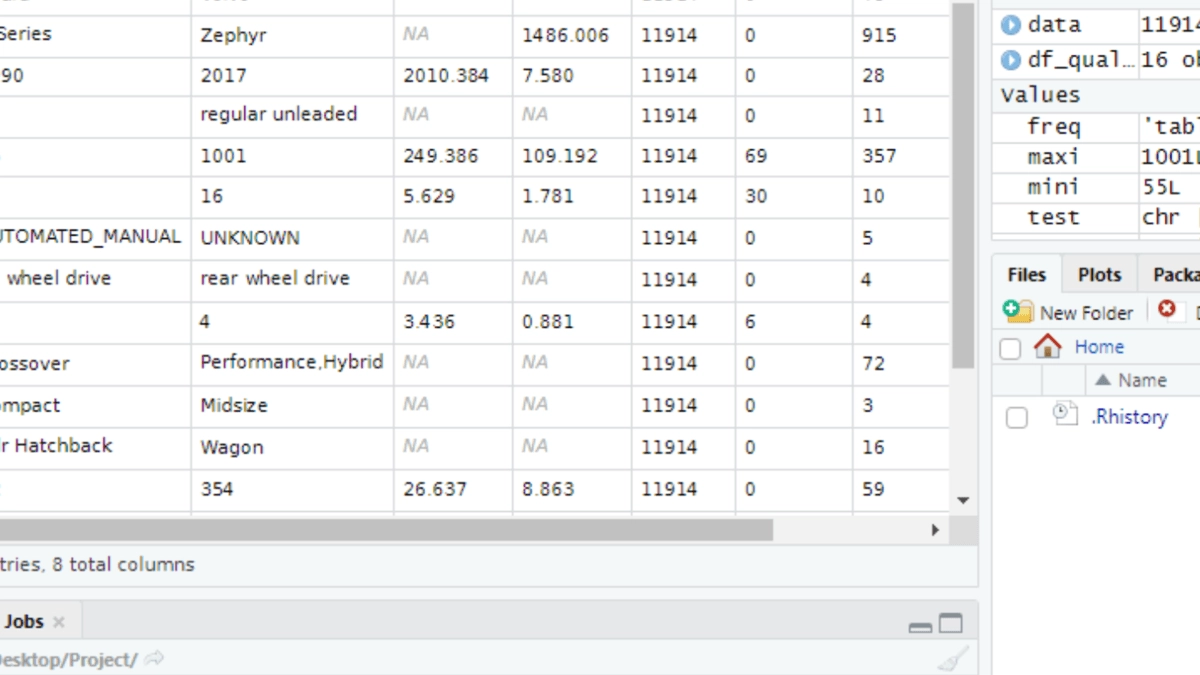 Series Zephyr NA 1486.006 11914 0 915
90 2017 2010.384 7.580 11914 0 28
regular unleaded NA NA 11914 0 11
1001 249.386 109.192 11914 69 357
16 5.629 1.781 11914 30 10
UTOMATED_MANUAL UNKNOWN NA NA 11914 0 5
wheel drive rear wheel drive NA NA 11914 0 4
4 3.436 0.881 11914 6 4
ossover Performance,Hybrid NA NA 11914 0 72
ompact Midsize NA NA 11914 0 3
r Hatchback Wagon NA NA 11914 0 16
354 26.637 8.863 11914 0 59
tries, 8 total columns
Jobs
esktop/Project/
data 11914
df_qual… 16 ob
Values
freq 'tabl
maxi 1001L
mini 55L
test chr
Files Plots Packa
New Folder
Home
Name
.Rhistory